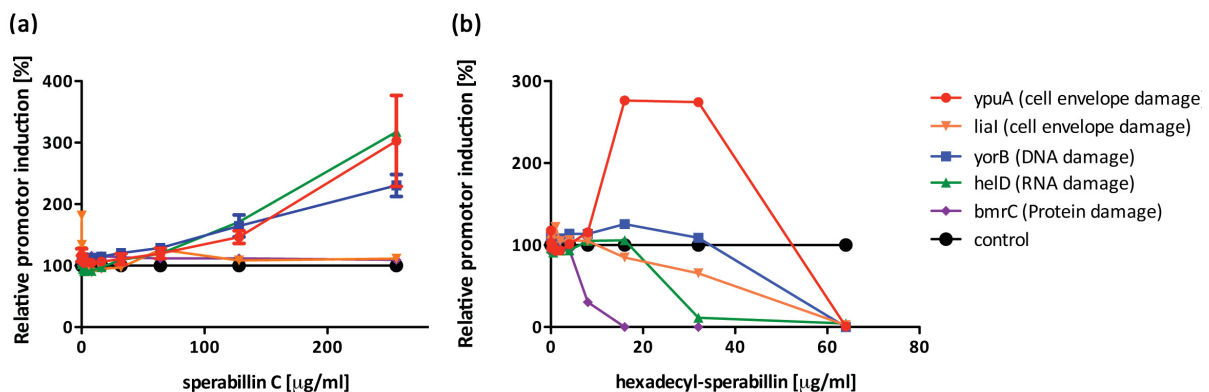 (a)
Relative promotor induction [%]
400
300
200
100
0
0
100
200
sperabillin C [µg/ml]
(b)
Relative promotor induction [%]
300
200
100
0
0
20
40
60
80
hexadecyl-sperabillin [µg/ml]
ypuA (cell envelope damage
liaI (cell envelope damage)
yorB (DNA damage)
helD (RNA damage)
bmrC (Protein damage)
control